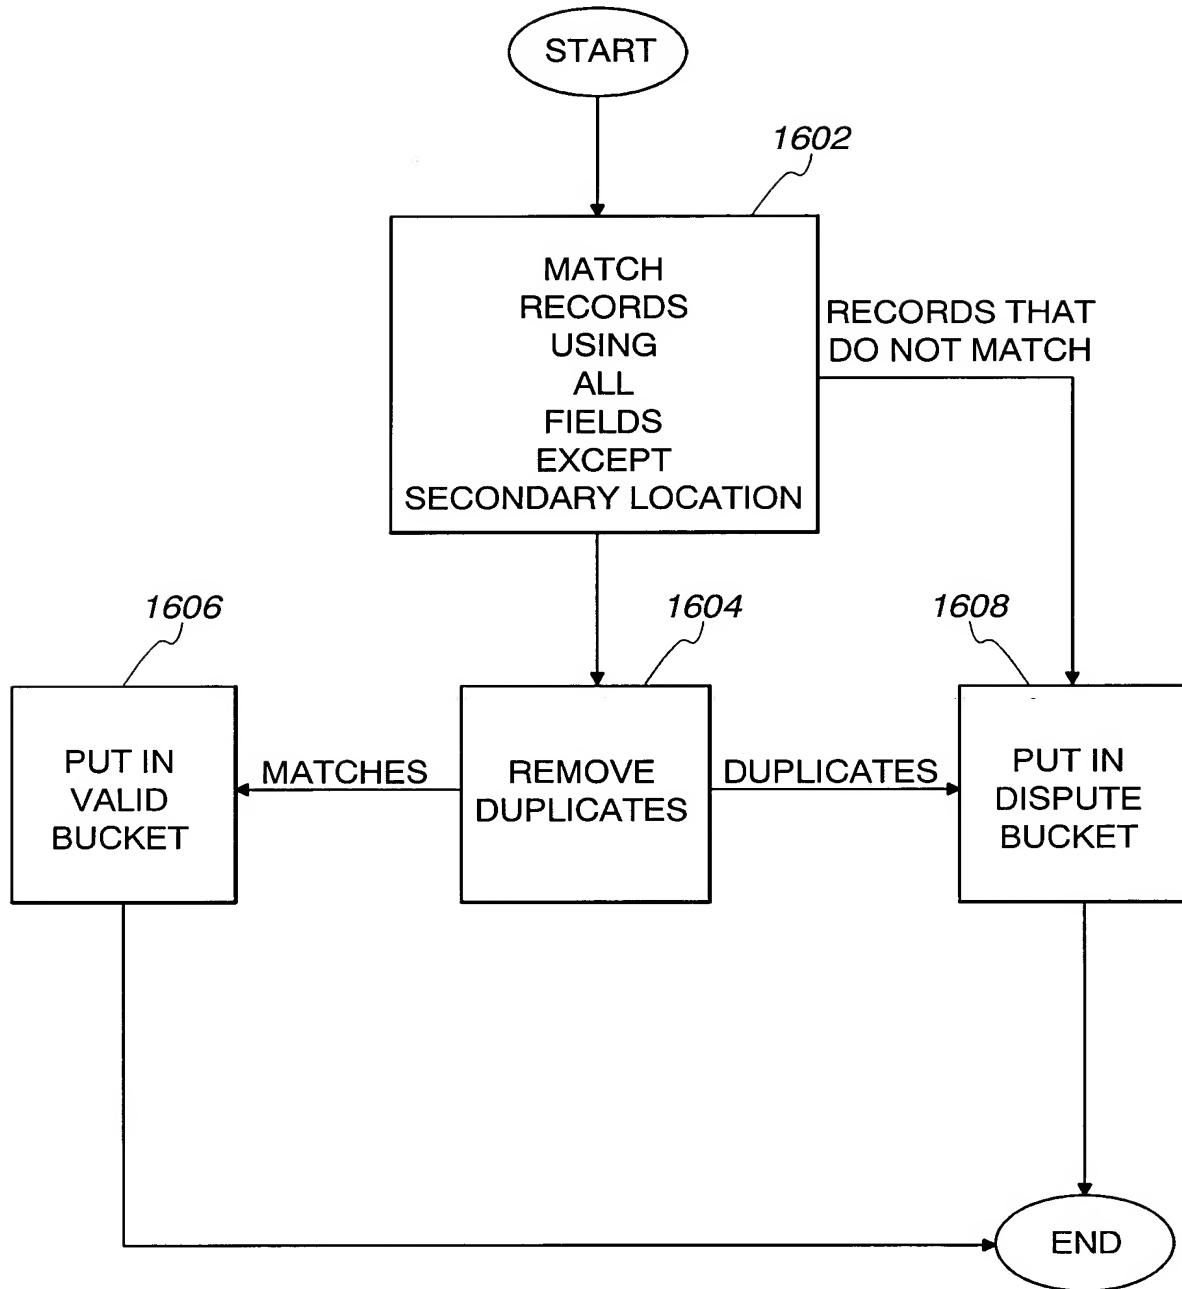 START
1602
MATCH
RECORDS
USING
ALL
FIELDS
EXCEPT
SECONDARY LOCATION
RECORDS THAT
DO NOT MATCH
1606
1604
1608
PUT IN
VALID
BUCKET
MATCHES
REMOVE
DUPLICATES
DUPLICATES
PUT IN
DISPUTE
BUCKET
END